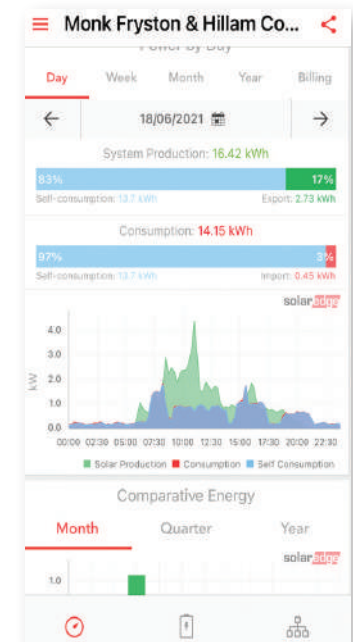 Monk Fryston & Hillam Co...
Power by Day
Day Week Month Year Billing
18/06/2021
System Production: 16.42 kWh
83% 17%
Self-consumption: 13.7 kWh Export: 2.73 kWh
Consumption: 14.15 kWh
97% 3%
Self-consumption: 13.7 kWh Import: 0.45 kWh
solaredge
4.0
3.0
2.0
1.0
0.0
kW
00:00 02:30 05:00 07:30 10:00 12:30 15:00 17:30 20:00 22:30
Solar Production Consumption Self Consumption
Comparative Energy
Month Quarter Year
solaredge
1.0